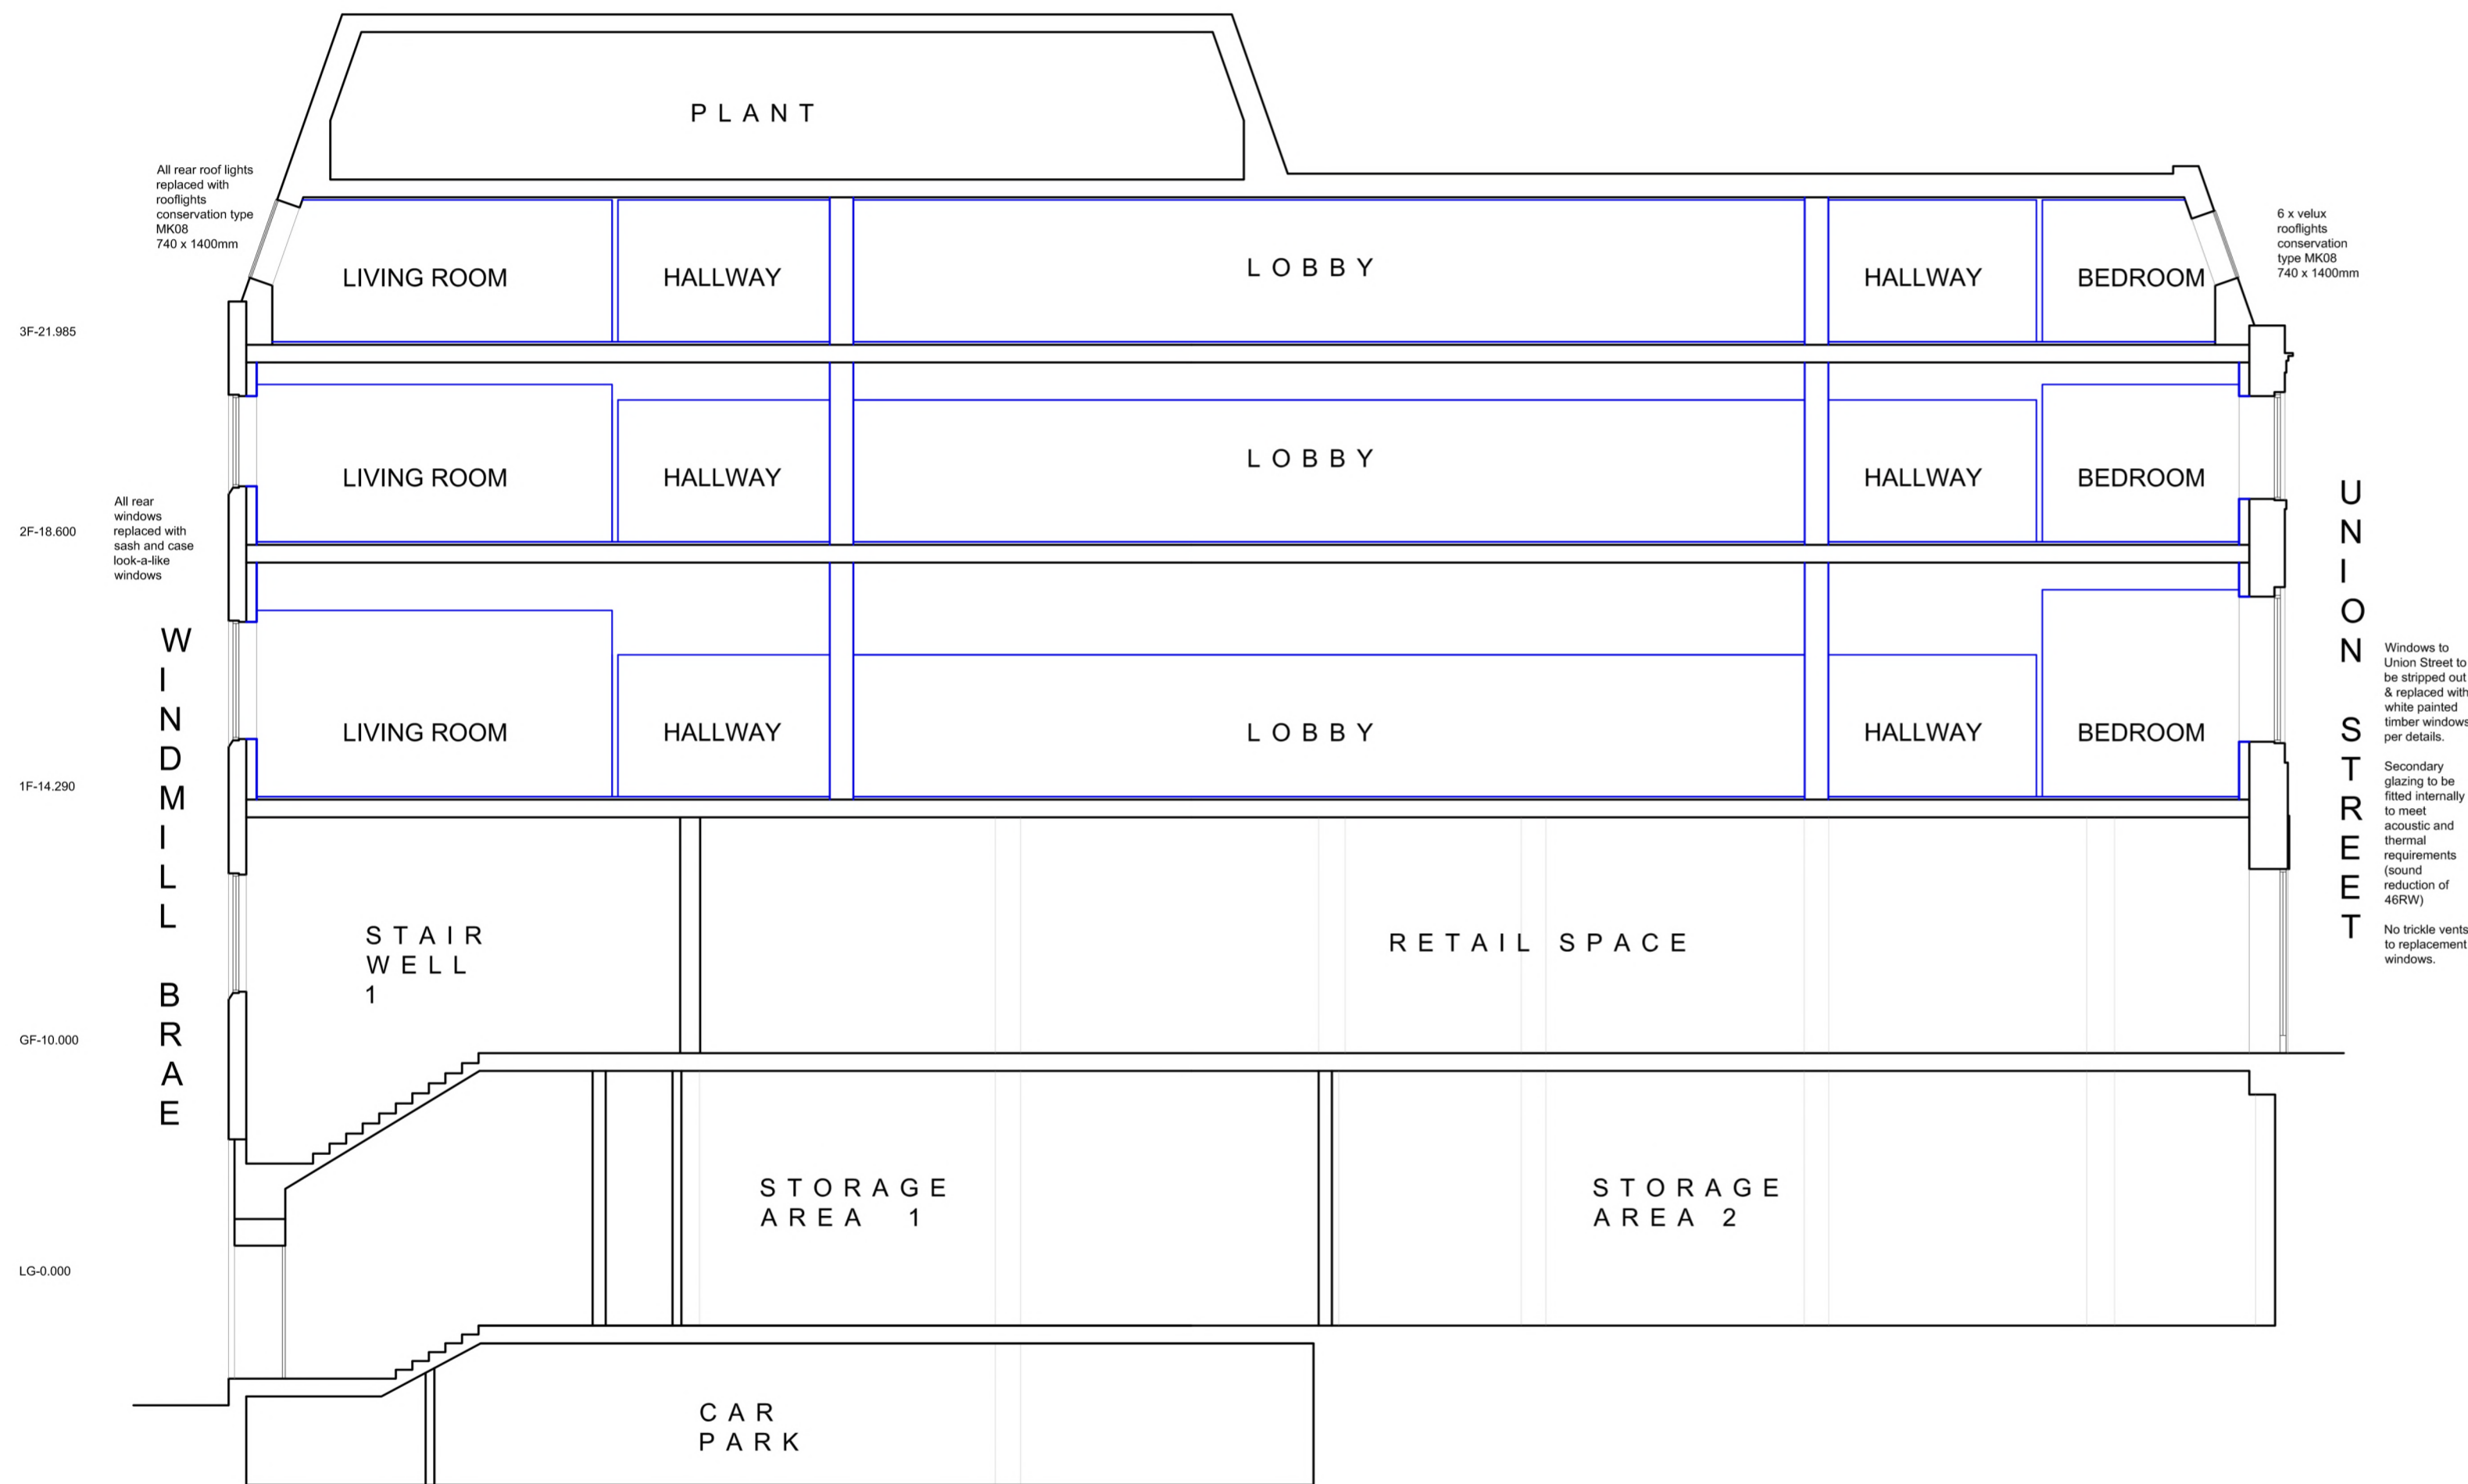 PLANT
All rear roof lights
replaced with
rooflights
conservation type
MK08
740 x 1400mm
6 x velux
rooflights
conservation
type MK08
740 x 1400mm
LIVING ROOM
HALLWAY
LOBBY
HALLWAY
BEDROOM
3F-21.985
LIVING ROOM
HALLWAY
LOBBY
HALLWAY
BEDROOM
All rear
windows
replaced with
sash and case
look-a-like
windows
2F-18.600
UNION STREET
WINDMILL BRAE
Windows to
Union Street to
be stripped out
& replaced with
white painted
timber windows
per details.
Secondary
glazing to be
fitted internally
to meet
acoustic and
thermal
requirements
(sound
reduction of
46RW)
No trickle vents
to replacement
windows.
LIVING ROOM
HALLWAY
LOBBY
HALLWAY
BEDROOM
1F-14.290
STAIR
WELL
1
RETAIL SPACE
GF-10.000
STORAGE
AREA 1
STORAGE
AREA 2
LG-0.000
CAR
PARK